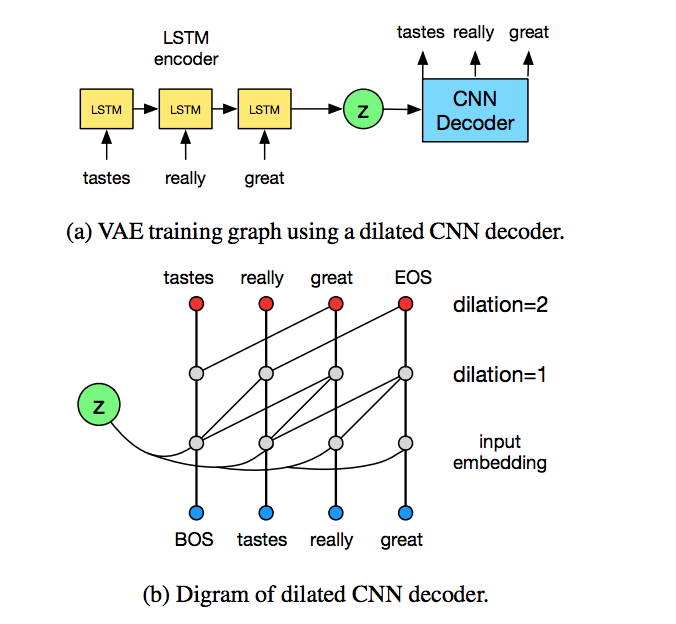 LSTM
encoder
tastes really great
LSTM LSTM LSTM
z
CNN
Decoder
tastes really great
(a) VAE training graph using a dilated CNN decoder.
tastes really great EOS
dilation=2
dilation=1
z
input
embedding
BOS tastes really great
(b) Digram of dilated CNN decoder.